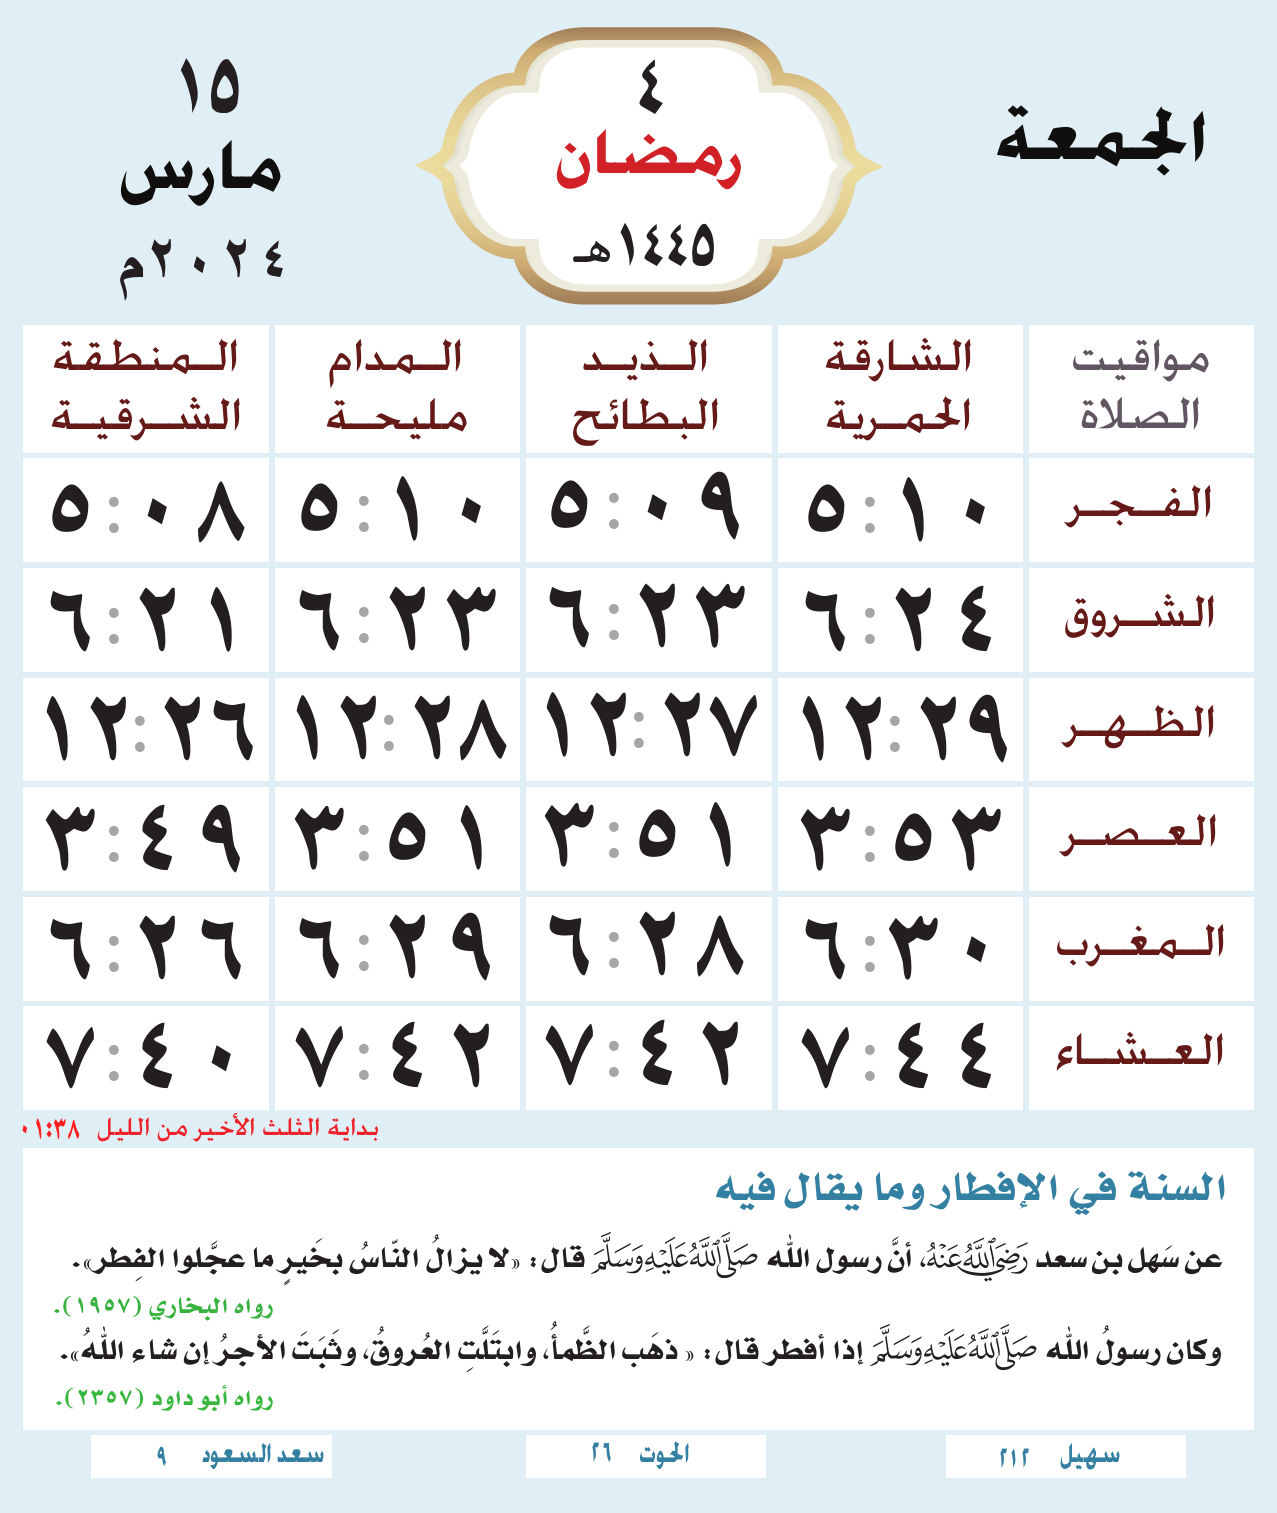 الجمعة
٤
رمضان
١٤٤٥هـ
١٥
مارس
٢٠٢٤م
مواقيت الصلاة
الشارقة الحمرية
الذيد البطائح
المدام مليحة
المنطقة الشرقية
الفجر ٥:١٠ ٥:٠٩ ٥:١٠ ٥:٠٨
الشروق ٦:٢٤ ٦:٢٣ ٦:٢٣ ٦:٢١
الظهر ١٢:٢٩ ١٢:٢٧ ١٢:٢٨ ١٢:٢٦
العصر ٣:٥٣ ٣:٥١ ٣:٥١ ٣:٤٩
المغرب ٦:٣٠ ٦:٢٨ ٦:٢٩ ٦:٢٦
العشاء ٧:٤٤ ٧:٤٢ ٧:٤٢ ٧:٤٠
بداية الثلث الأخير من الليل ٠١:٣٨
السنة في الإفطار وما يقال فيه
عن سَهل بن سعد رَضِيَ اللَّهُ عَنْهُ، أنَّ رسول الله صَلَّى اللَّهُ عَلَيْهِ وَسَلَّمَ قال: «لا يزالُ النّاسُ بخَيرٍ ما عجَّلوا الفِطر».
رواه البخاري (١٩٥٧).
وكان رسولُ الله صَلَّى اللَّهُ عَلَيْهِ وَسَلَّمَ إذا أفطر قال: « ذهَب الظَّمأُ، وابتَلَّتِ العُروقُ، وثَبَتَ الأجرُ إن شاء اللهُ».
رواه أبو داود (٢٣٥٧).
سهيل ٢١٢
الحوت ٢٦
سعد السعود ٩